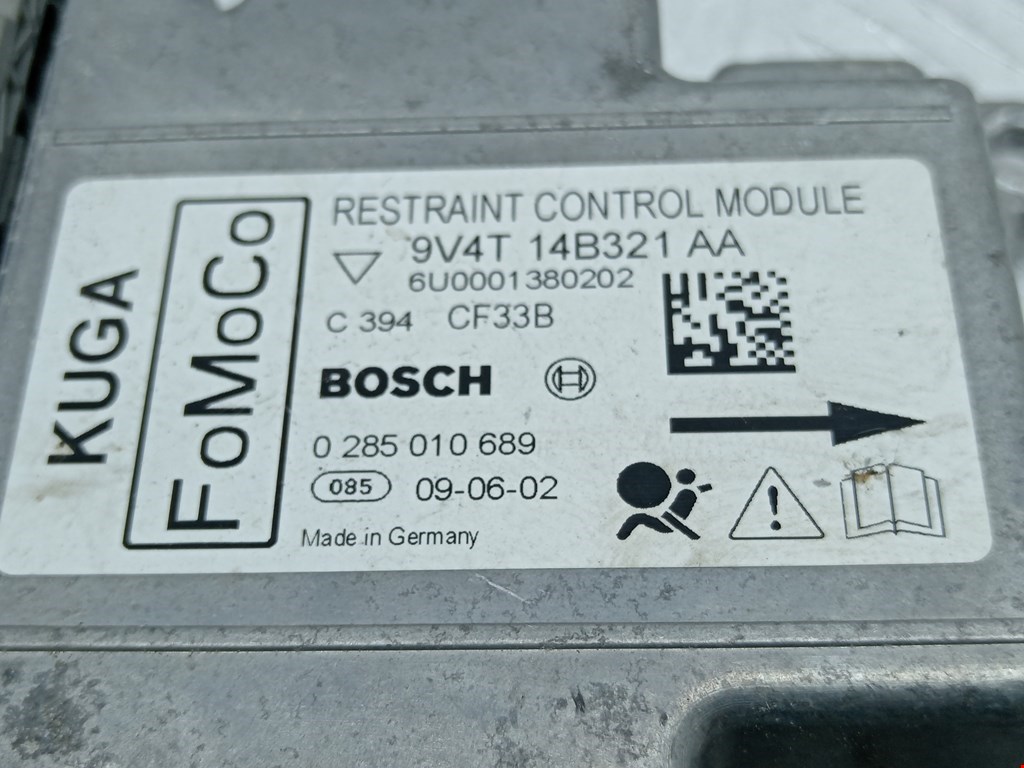 KUGA
FoMoCo
RESTRAINT CONTROL MODULE
9V4T 14B321 AA
6U0001380202
C 394 CF33B
BOSCH
0 285 010 689
085 09-06-02
Made in Germany